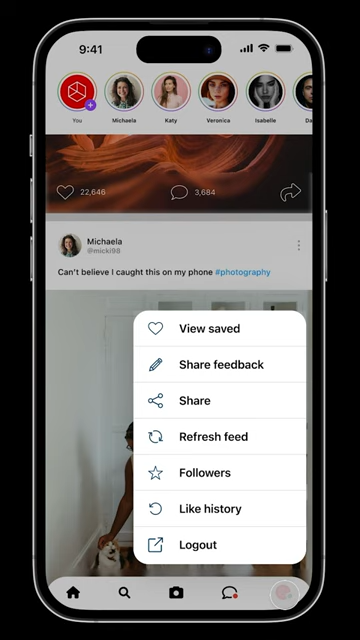 9:41
You Michaela Katy Veronica Isabelle Da
22,646 3,684
Michaela
@micki98
Can't believe I caught this on my phone #photography
View saved
Share feedback
Share
Refresh feed
Followers
Like history
Logout